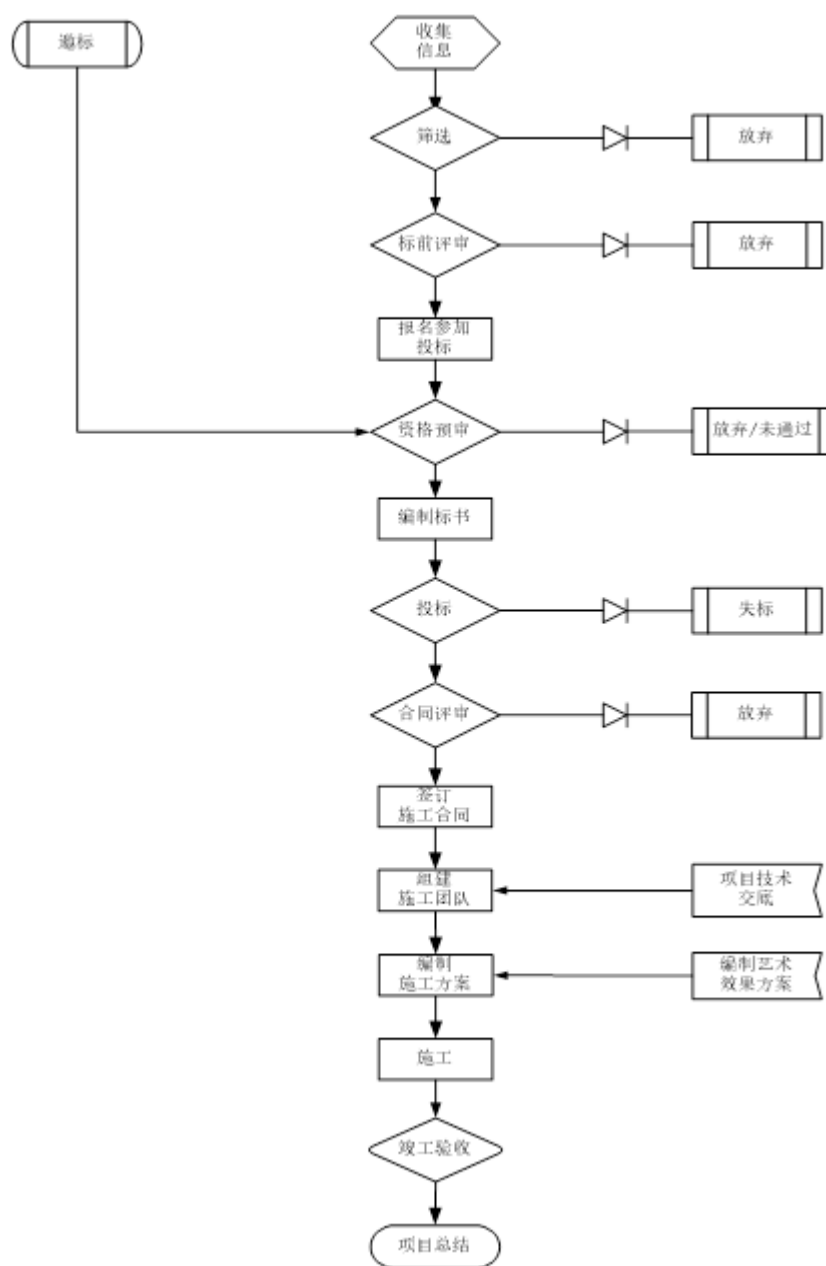 邀标
收集
信息
筛选
放弃
标前评审
放弃
报名参加
投标
资格预审
放弃/未通过
编制标书
投标
失标
合同评审
放弃
签订
施工合同
组建
施工团队
项目技术
交底
编制
施工方案
编制艺术
效果方案
施工
竣工验收
项目总结